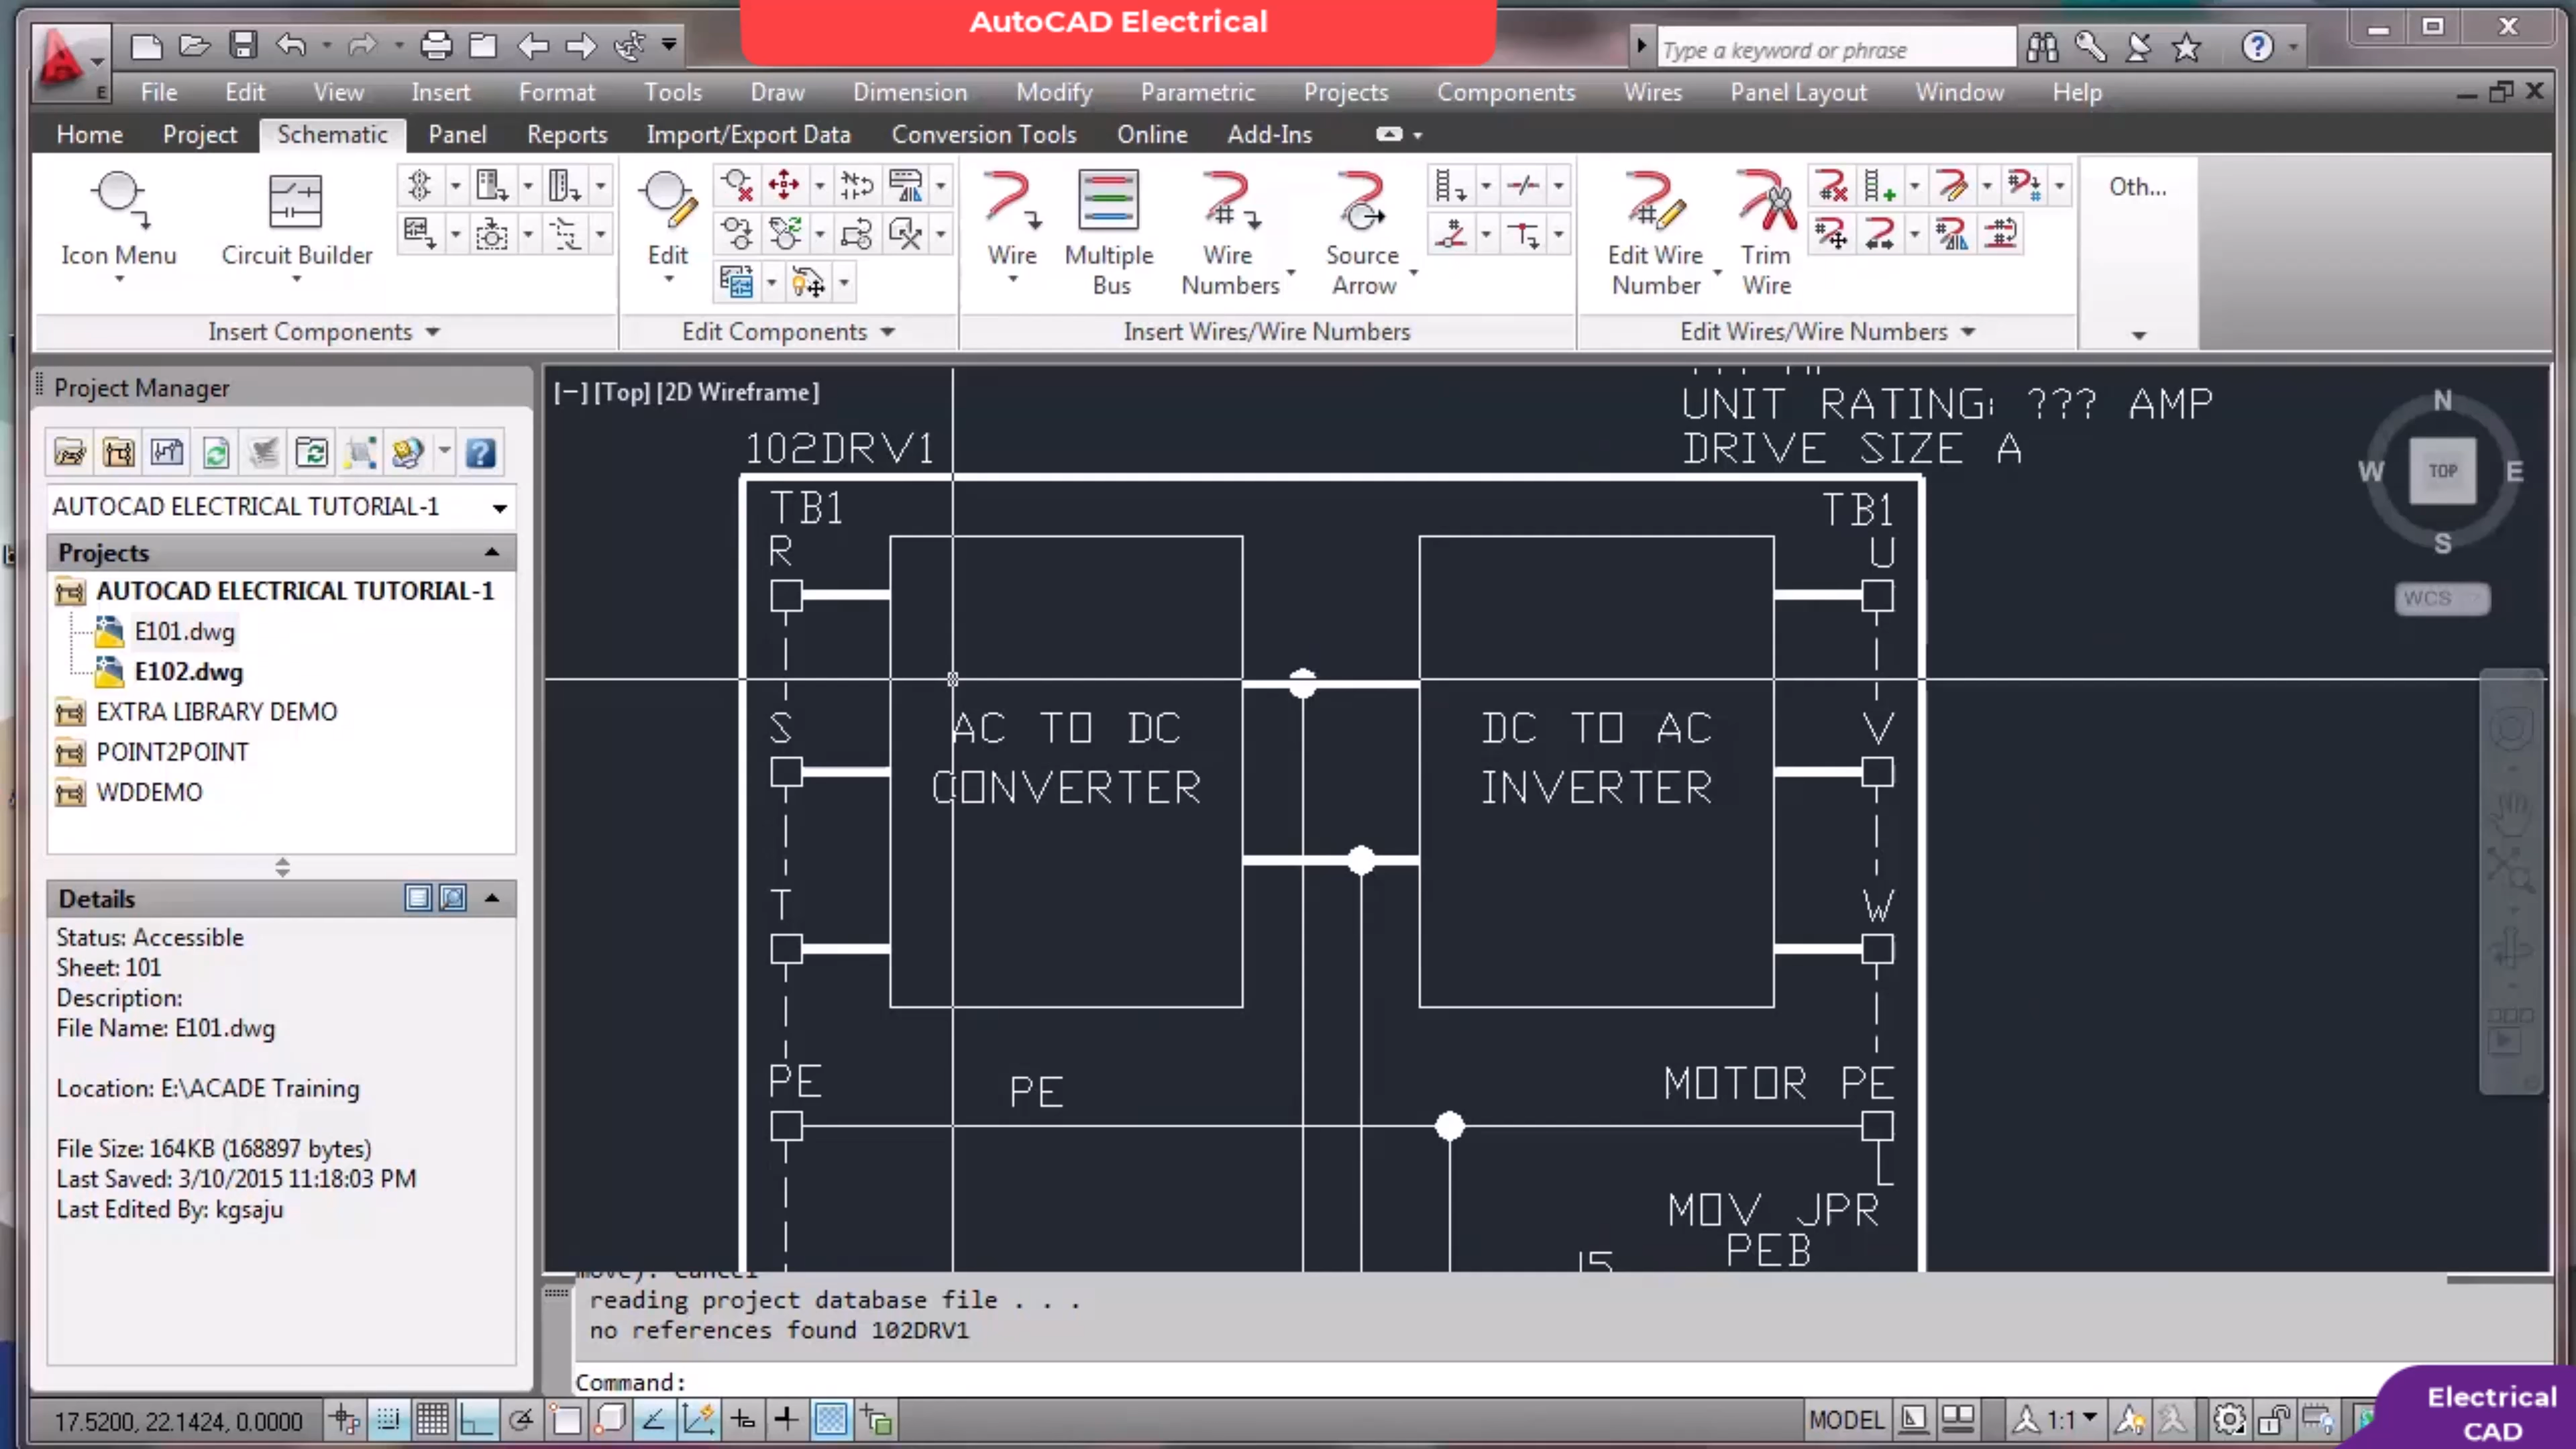 AutoCAD Electrical
Type a keyword or phrase
E
File Edit View Insert Format Tools Draw Dimension Modify Parametric Projects Components Wires Panel Layout Window Help
Home Project Schematic Panel Reports Import/Export Data Conversion Tools Online Add-Ins
Icon Menu
Circuit Builder
Edit
Wire
Multiple
Bus
Wire
Numbers
Source
Arrow
Edit Wire
Number
Trim
Wire
Oth...
Insert Components
Edit Components
Insert Wires/Wire Numbers
Edit Wires/Wire Numbers
Project Manager
AUTOCAD ELECTRICAL TUTORIAL-1
Projects
AUTOCAD ELECTRICAL TUTORIAL-1
E101.dwg
E102.dwg
EXTRA LIBRARY DEMO
POINT2POINT
WDDEMO
Details
Status: Accessible
Sheet: 101
Description:
File Name: E101.dwg
Location: E:\ACADE Training
File Size: 164KB (168897 bytes)
Last Saved: 3/10/2015 11:18:03 PM
Last Edited By: kgsaju
[−] [Top] [2D Wireframe]
UNIT RATING: ??? AMP
DRIVE SIZE A
102DRV1
N
W TOP E
S
WCS
TB1
R
TB1
U
S
V
AC TO DC
CONVERTER
DC TO AC
INVERTER
T
W
PE
PE
MOTOR PE
MOV JPR
PEB
reading project database file . . .
no references found 102DRV1
Command:
17.5200, 22.1424, 0.0000
MODEL
1:1
Electrical
CAD